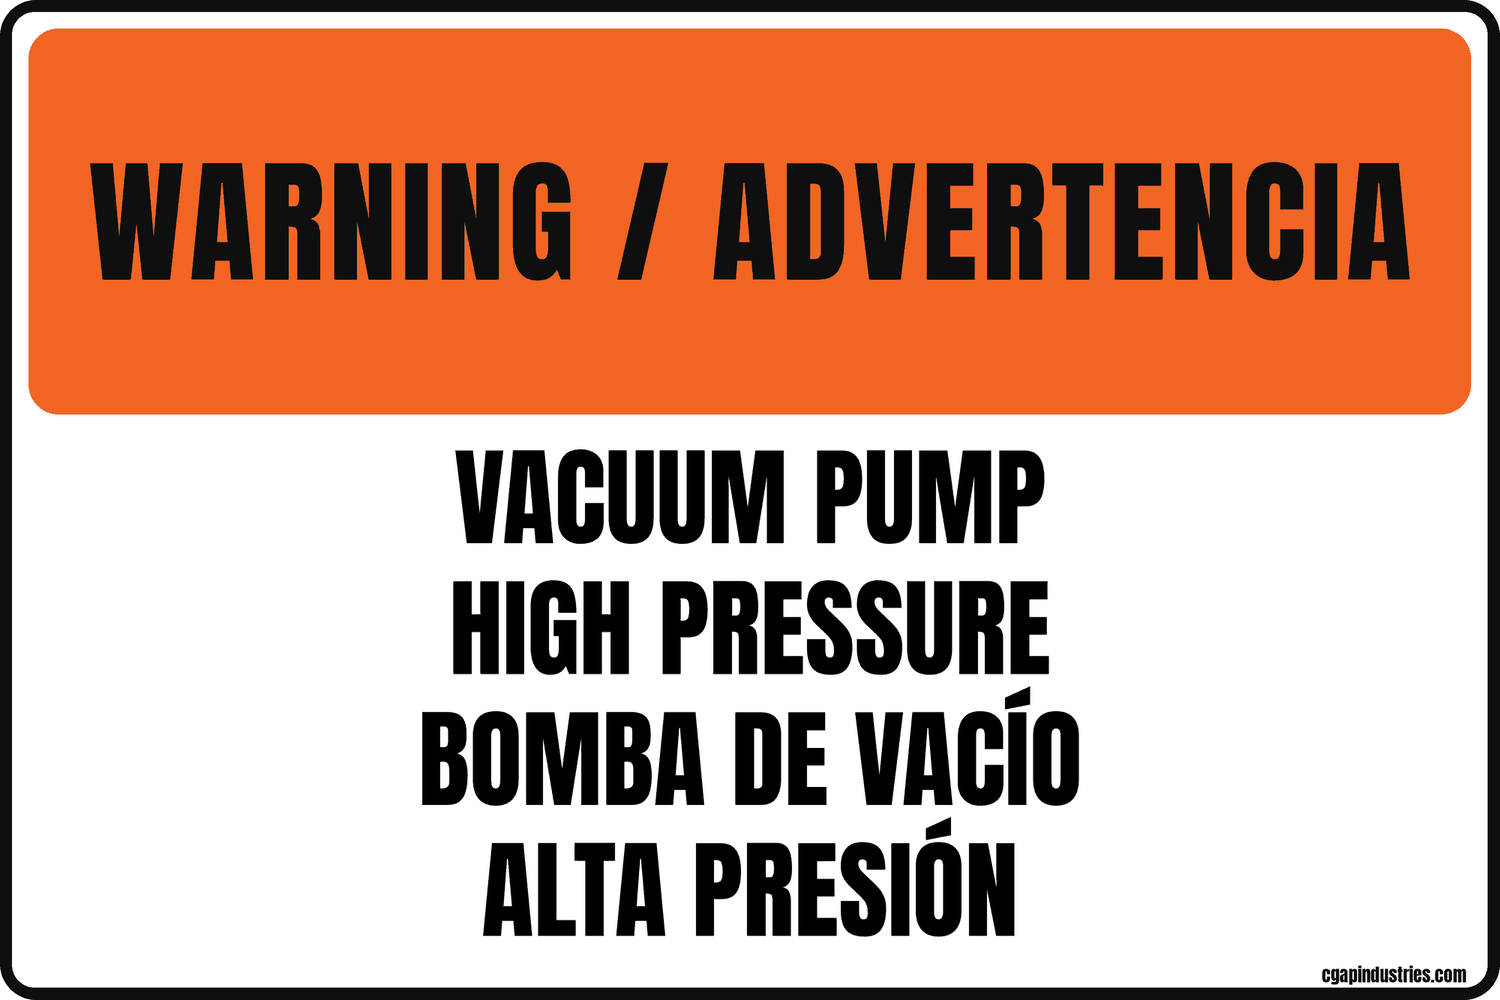 WARNING / ADVERTENCIA
VACUUM PUMP
HIGH PRESSURE
BOMBA DE VACÍO
ALTA PRESIÓN
cgapindustries.com